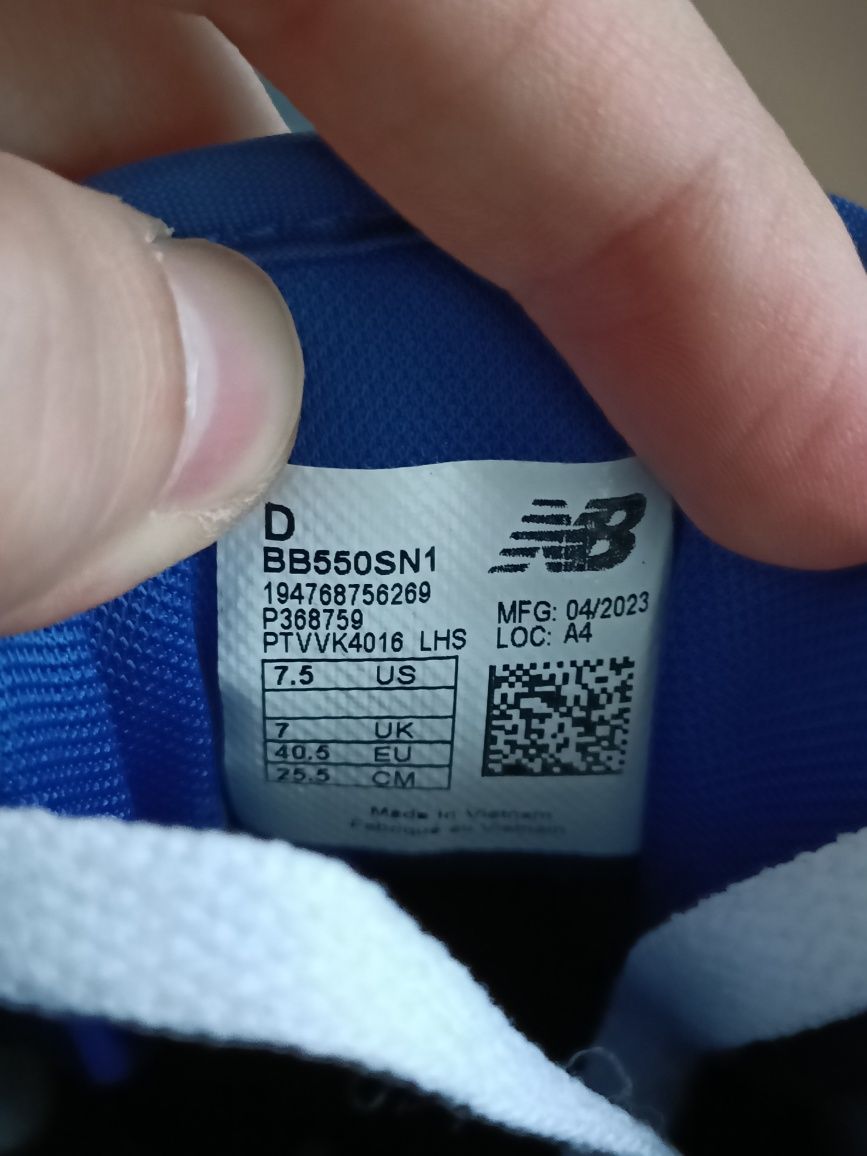 D
BB550SN1
194768756269
P368759
PTVVK4016 LHS
NB
MFG: 04/2023
LOC: A4
7.5 US
7 UK
40.5 EU
25.5 CM
Made in Vietnam
Fabriqué au Vietnam